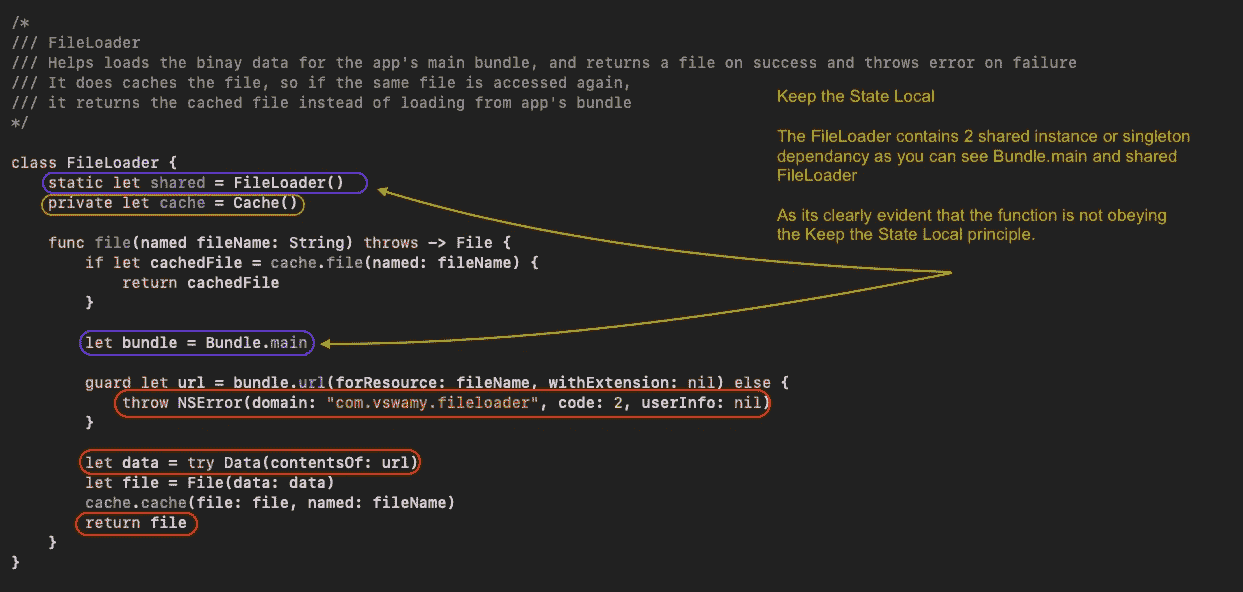 /*
/// FileLoader
/// Helps loads the binay data for the app's main bundle, and returns a file on success and throws error on failure
/// It does caches the file, so if the same file is accessed again,
/// it returns the cached file instead of loading from app's bundle
*/
class FileLoader {
static let shared = FileLoader()
private let cache = Cache()
func file(named fileName: String) throws -> File {
if let cachedFile = cache.file(named: fileName) {
return cachedFile
}
let bundle = Bundle.main
guard let url = bundle.url(forResource: fileName, withExtension: nil) else {
throw NSError(domain: "com.vswamy.fileloader", code: 2, userInfo: nil)
}
let data = try Data(contentsOf: url)
let file = File(data: data)
cache.cache(file: file, named: fileName)
return file
}
}
Keep the State Local
The FileLoader contains 2 shared instance or singleton
dependancy as you can see Bundle.main and shared
FileLoader
As its clearly evident that the function is not obeying
the Keep the State Local principle.